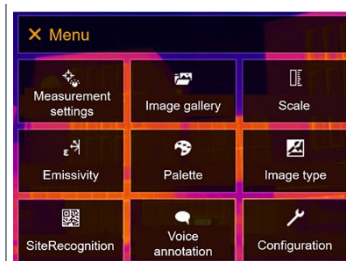 × Menu
Measurement
settings
Image gallery
Scale
Emissivity
Palette
Image type
SiteRecognition
Voice
annotation
Configuration